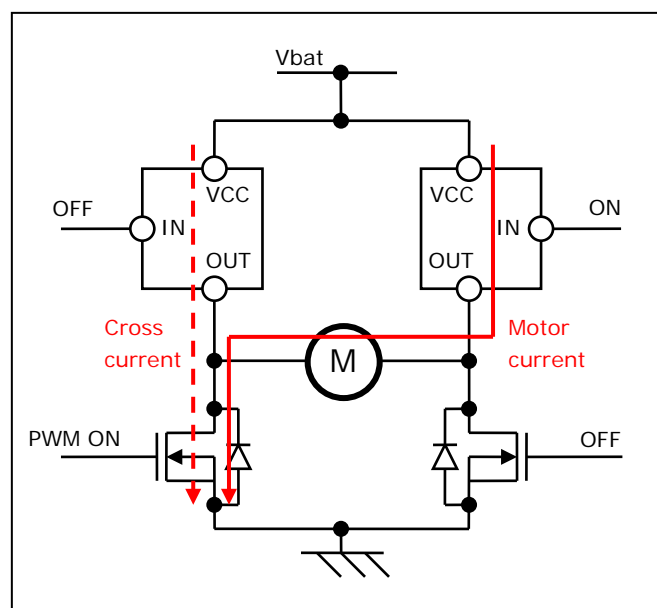 Vbat
VCC
VCC
OFF
IN
IN
ON
OUT
OUT
Cross
current
Motor
current
M
PWM ON
OFF